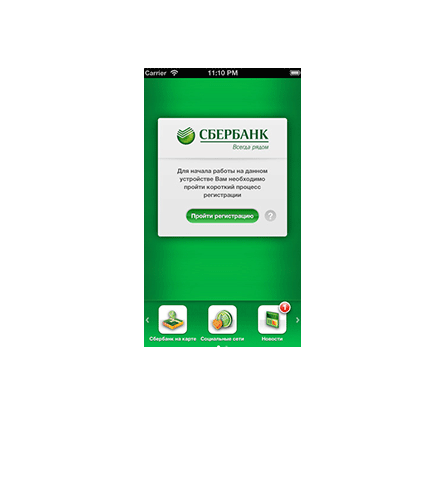 Carrier 11:10 PM
СБЕРБАНК
Всегда рядом
Для начала работы на данном
устройстве Вам необходимо
пройти короткий процесс
регистрации
Пройти регистрацию ?
1
Сбербанк на карте Социальные сети Новости